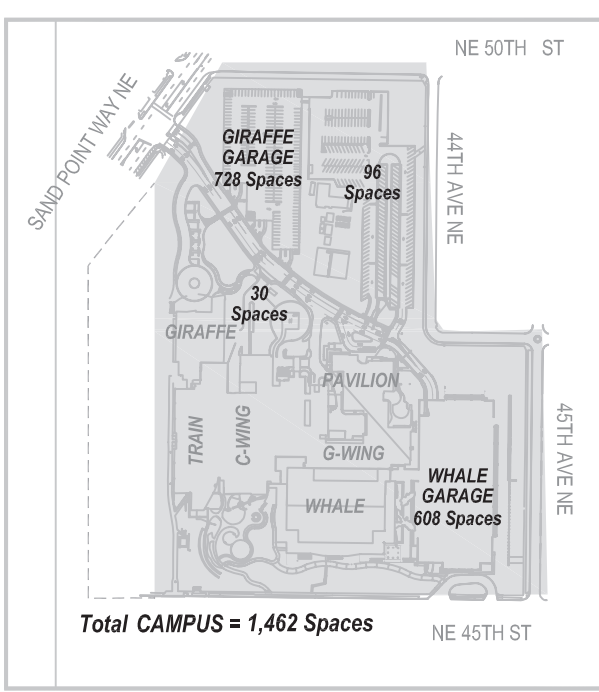 NE 50TH ST
SAND POINT WAY NE
44TH AVE NE
GIRAFFE
GARAGE
728 Spaces
96
Spaces
30
Spaces
GIRAFFE
PAVILION
TRAIN
C-WING
G-WING
45TH AVE NE
WHALE
GARAGE
608 Spaces
WHALE
Total CAMPUS = 1,462 Spaces
NE 45TH ST